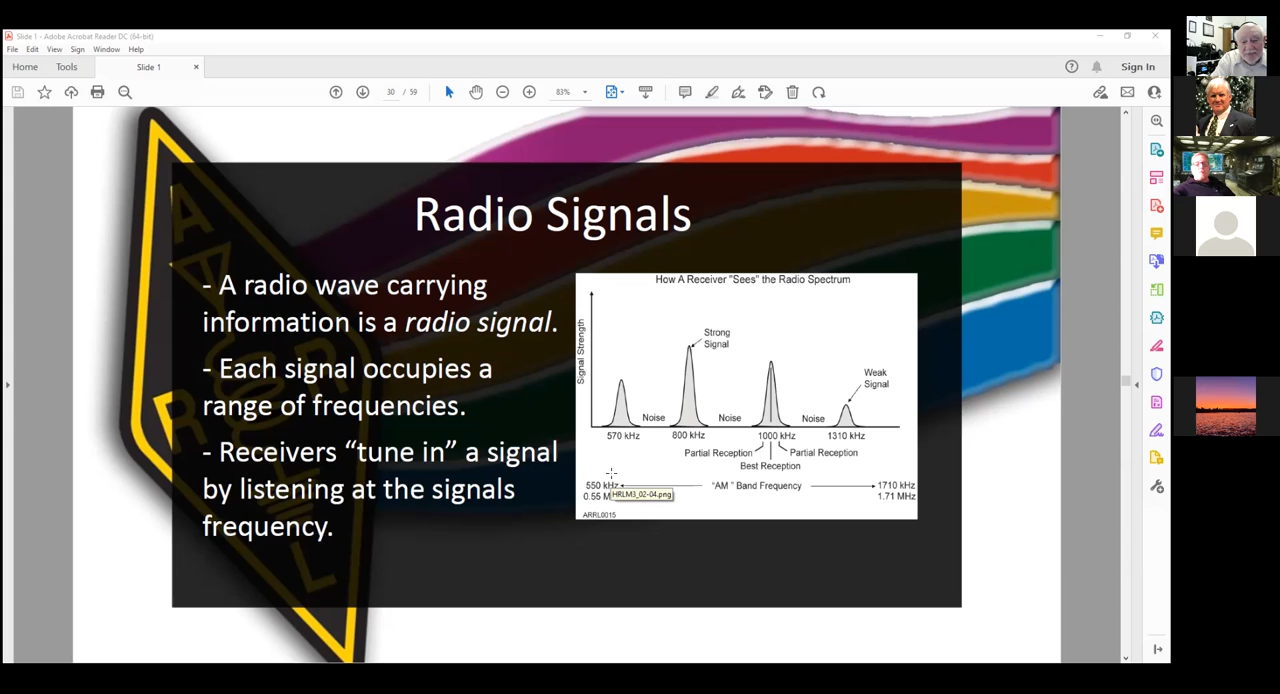 Slide 1 - Adobe Acrobat Reader DC (64-bit)
File Edit View Sign Window Help
Home Tools Slide 1 Sign In
30 / 59 83%
Radio Signals
- A radio wave carrying
information is a radio signal.
- Each signal occupies a
range of frequencies.
- Receivers “tune in” a signal
by listening at the signals
frequency.
How A Receiver "Sees" the Radio Spectrum
Signal Strength
Strong
Signal
Weak
Signal
Noise Noise Noise
570 kHz 800 kHz 1000 kHz 1310 kHz
Partial Reception Partial Reception
Best Reception
550 kHz "AM" Band Frequency 1710 kHz
0.55 M 1.71 MHz
HRLM3_02-04.png
ARRL0015
A R R L